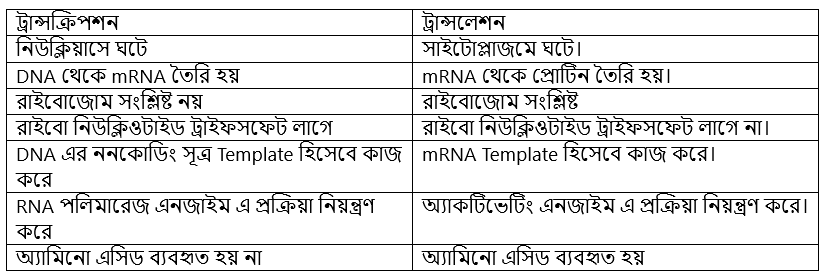 ট্রান্সক্রিপশন	ট্রান্সলেশন
নিউক্লিয়াসে ঘটে	সাইটোপ্লাজমে ঘটে।
DNA থেকে mRNA তৈরি হয়	mRNA থেকে প্রোটিন তৈরি হয়।
রাইবোজোম সংশ্লিষ্ট নয়	রাইবোজোম সংশ্লিষ্ট
রাইবো নিউক্লিওটাইড ট্রাইফসফেট লাগে	রাইবো নিউক্লিওটাইড ট্রাইফসফেট লাগে না।
DNA এর ননকোডিং সূত্র Template হিসেবে কাজ	mRNA Template হিসেবে কাজ করে।
করে
RNA পলিমারেজ এনজাইম এ প্রক্রিয়া নিয়ন্ত্রণ	অ্যাকটিভেটিং এনজাইম এ প্রক্রিয়া নিয়ন্ত্রণ করে।
করে
অ্যামিনো এসিড ব্যবহৃত হয় না	অ্যামিনো এসিড ব্যবহৃত হয়